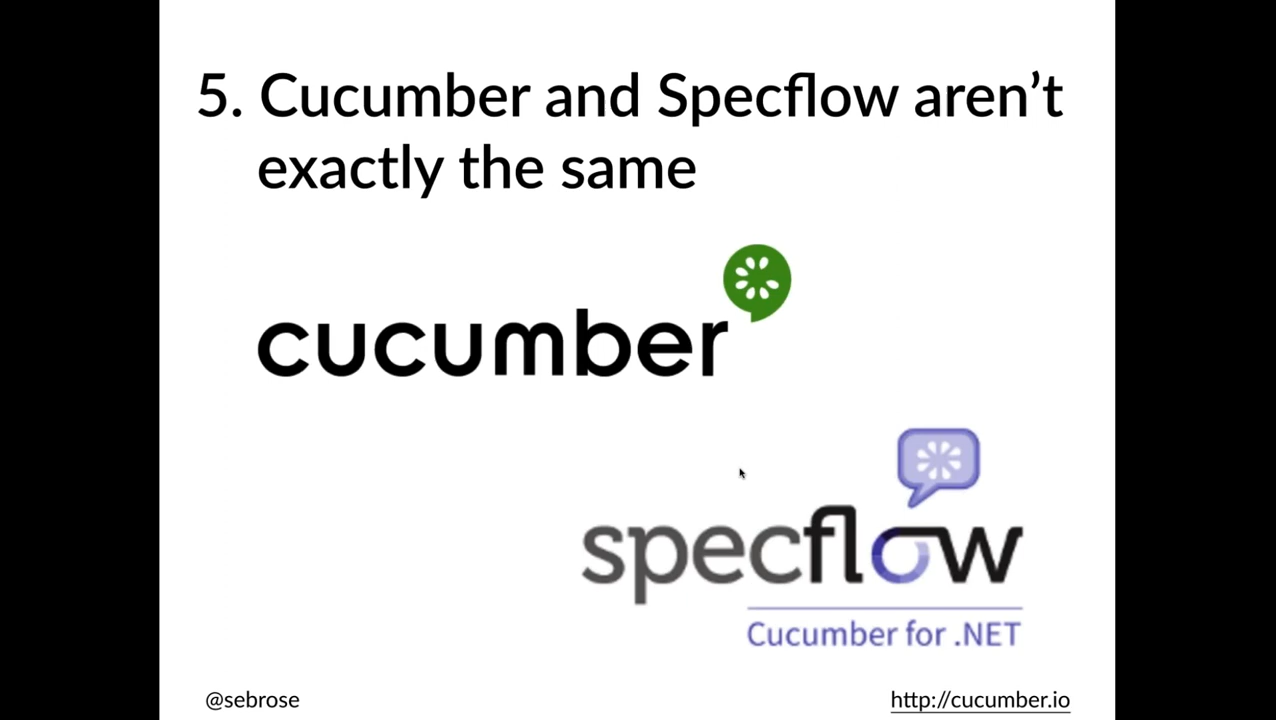 5. Cucumber and Specflow aren’t
exactly the same
cucumber
specflow
Cucumber for .NET
@sebrose
http://cucumber.io